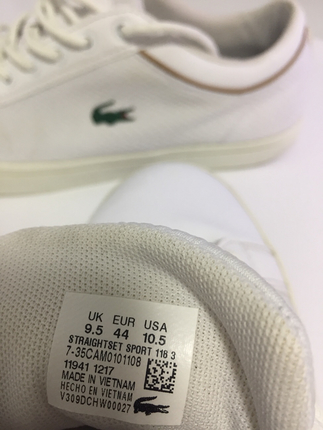 UK EUR USA
9.5 44 10.5
STRAIGHTSET SPORT 118 3
7-35CAM0101108
11941 1217
MADE IN VIETNAM
HECHO EN VIETNAM
V309DCHW00027